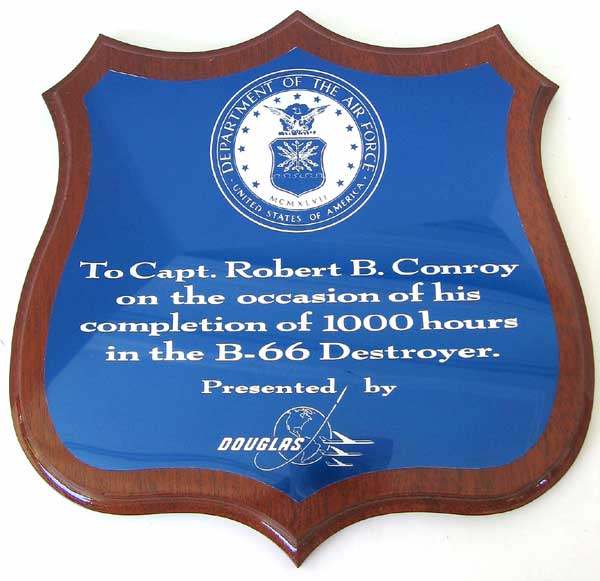 DEPARTMENT OF THE AIR FORCE
MCMXLVII
· UNITED STATES OF AMERICA ·
To Capt. Robert B. Conroy
on the occasion of his
completion of 1000 hours
in the B-66 Destroyer.
Presented by
DOUGLAS